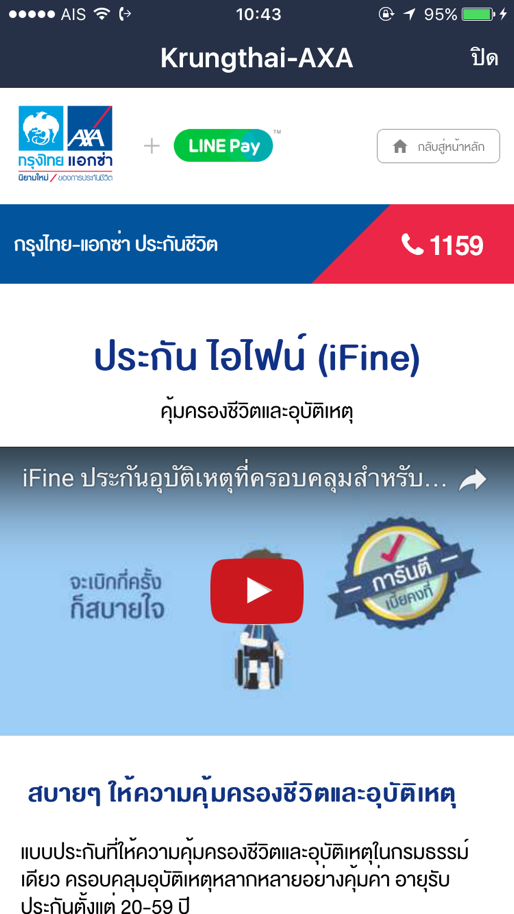 AIS 10:43 95%
Krungthai-AXA ปิด
AXA
กรุงไทย แอกซ่า
นิยามใหม่ / ของการประกันชีวิต
+ LINE Pay ™
กลับสู่หน้าหลัก
กรุงไทย-แอกซ่า ประกันชีวิต 1159
ประกัน ไอไฟน์ (iFine)
คุ้มครองชีวิตและอุบัติเหตุ
iFine ประกันอุบัติเหตุที่ครอบคลุมสำหรับ...
จะเบิกกี่ครั้ง
ก็สบายใจ
การันตี
เบี้ยคงที่
สบายๆ ให้ความคุ้มครองชีวิตและอุบัติเหตุ
แบบประกันที่ให้ความคุ้มครองชีวิตและอุบัติเหตุในกรมธรรม์
เดียว ครอบคลุมอุบัติเหตุหลากหลายอย่างคุ้มค่า อายุรับ
ประกันตั้งแต่ 20-59 ปี